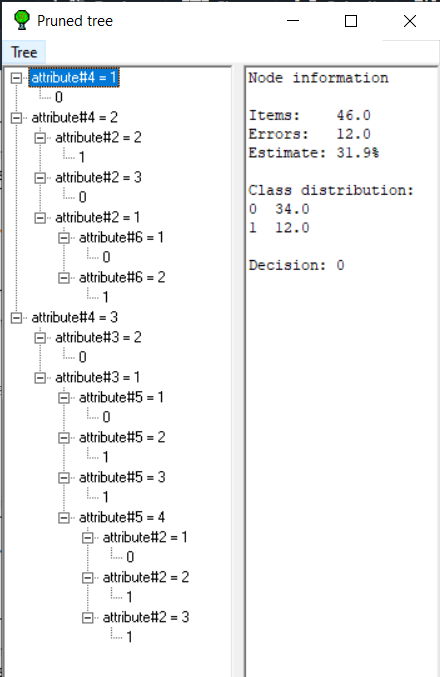 Pruned tree
Tree
attribute#4 = 1
0
attribute#4 = 2
attribute#2 = 2
1
attribute#2 = 3
0
attribute#2 = 1
attribute#6 = 1
0
attribute#6 = 2
1
attribute#4 = 3
attribute#3 = 2
0
attribute#3 = 1
attribute#5 = 1
0
attribute#5 = 2
1
attribute#5 = 3
1
attribute#5 = 4
attribute#2 = 1
0
attribute#2 = 2
1
attribute#2 = 3
1
Node information
Items: 46.0
Errors: 12.0
Estimate: 31.9%
Class distribution:
0 34.0
1 12.0
Decision: 0